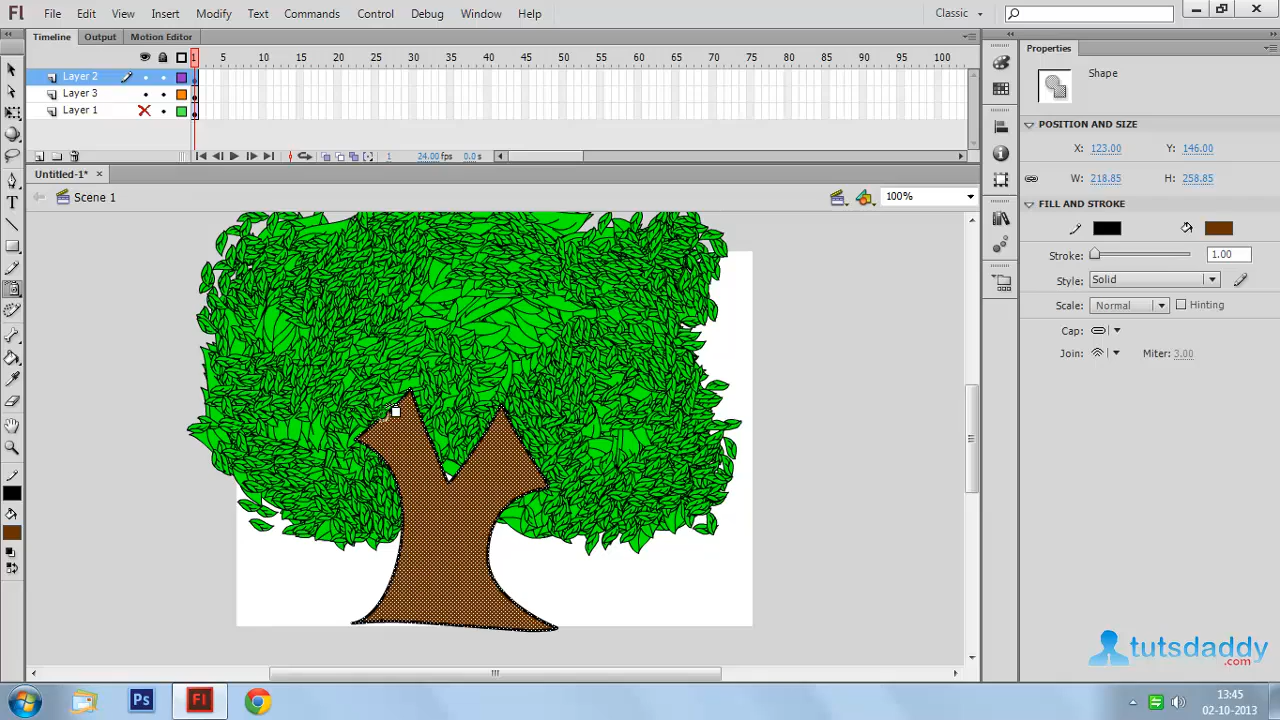 Fl File Edit View Insert Modify Text Commands Control Debug Window Help Classic
Timeline Output Motion Editor
1 5 10 15 20 25 30 35 40 45 50 55 60 65 70 75 80 85 90 95 100
Layer 2
Layer 3
Layer 1
1 24.00 fps 0.0 s
Untitled-1* ×
Scene 1 100%
Properties
Shape
POSITION AND SIZE
X: 123.00 Y: 146.00
W: 218.85 H: 258.85
FILL AND STROKE
Stroke: 1.00
Style: Solid
Scale: Normal Hinting
Cap:
Join: Miter: 3.00
tutsdaddy
.com
Ps Fl
13:45
02-10-2013